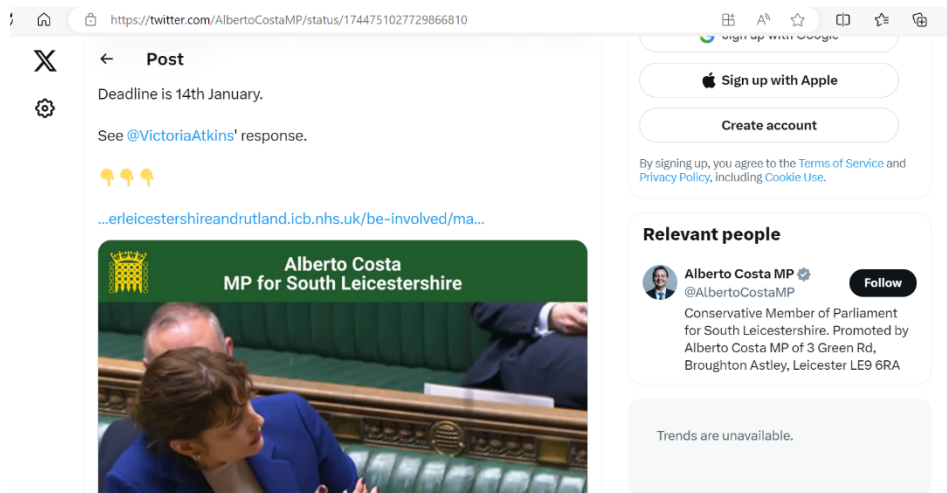 https://twitter.com/AlbertoCostaMP/status/1744751027729866810
Post
Deadline is 14th January.
See @VictoriaAtkins' response.
...erleicestershireandrutland.icb.nhs.uk/be-involved/ma...
Alberto Costa
MP for South Leicestershire
Sign up with Google
Sign up with Apple
Create account
By signing up, you agree to the Terms of Service and
Privacy Policy, including Cookie Use.
Relevant people
Alberto Costa MP
@AlbertoCostaMP
Follow
Conservative Member of Parliament
for South Leicestershire. Promoted by
Alberto Costa MP of 3 Green Rd,
Broughton Astley, Leicester LE9 6RA
Trends are unavailable.